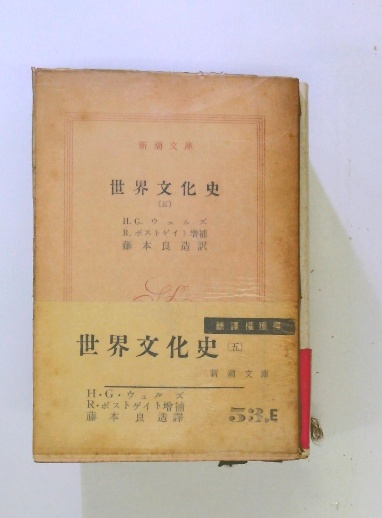 新潮文庫
世界文化史
(五)
H.G. ウェルズ
R.ポストゲイト増補
藤本良造訳
翻譯權獲得
世界文化史〔五〕
新潮文庫
H・G・ウェルズ
R・ポストゲイト増補
藤本良造譯
53.E